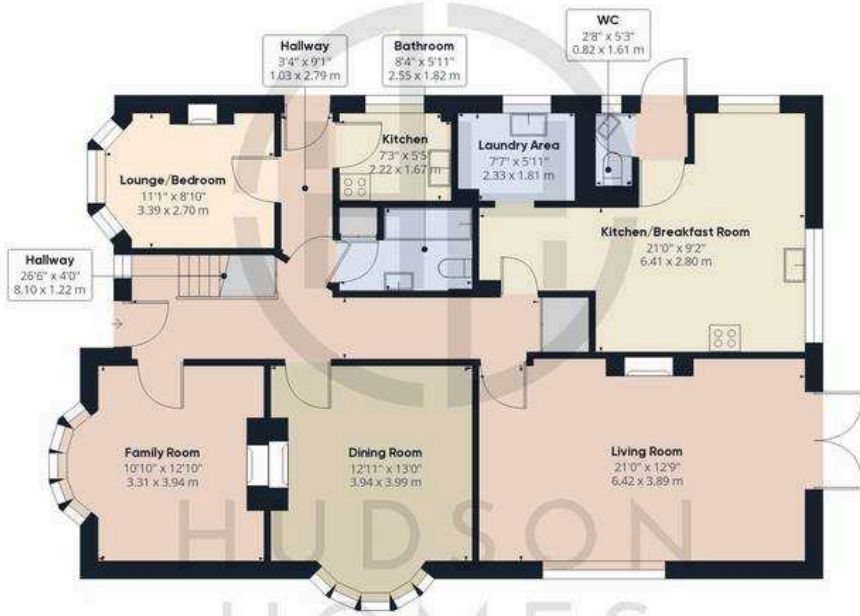 WC
2'8" x 5'3"
0.82 x 1.61 m
Hallway
3'4" x 9'1"
1.03 x 2.79 m
Bathroom
8'4" x 5'11"
2.55 x 1.82 m
Kitchen
7'3" x 5'5"
2.22 x 1.67 m
Laundry Area
7'7" x 5'11"
2.33 x 1.81 m
Lounge/Bedroom
11'1" x 8'10"
3.39 x 2.70 m
Kitchen/Breakfast Room
21'0" x 9'2"
6.41 x 2.80 m
Hallway
26'6" x 4'0"
8.10 x 1.22 m
Family Room
10'10" x 12'10"
3.31 x 3.94 m
Dining Room
12'11" x 13'0"
3.94 x 3.99 m
Living Room
21'0" x 12'9"
6.42 x 3.89 m
HUDSON
HOMES